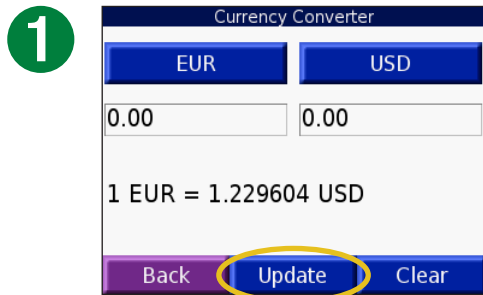 1
Currency Converter
EUR USD
0.00 0.00
1 EUR = 1.229604 USD
Back Update Clear